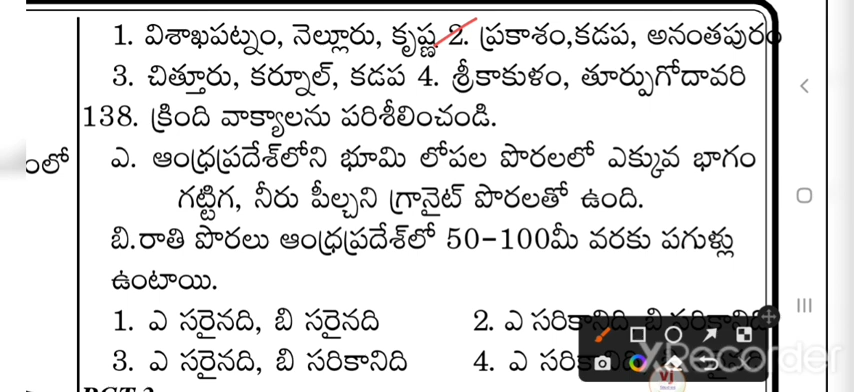 1. విశాఖపట్నం, నెల్లూరు, కృష్ణ 2. ప్రకాశం,కడప, అనంతపురం
3. చిత్తూరు, కర్నూల్, కడప 4. శ్రీకాకుళం, తూర్పుగోదావరి
138. క్రింది వాక్యాలను పరిశీలించండి.
ంలో
ఎ. ఆంధ్రప్రదేశ్‌లోని భూమి లోపల పొరలలో ఎక్కువ భాగం
గట్టిగ, నీరు పీల్చని గ్రానైట్ పొరలతో ఉంది.
బి.రాతి పొరలు ఆంధ్రప్రదేశ్‌లో 50-100మీ వరకు పగుళ్లు
ఉంటాయి.
1. ఎ సరైనది, బి సరైనది 2. ఎ సరికానిది, బి సరికానిది
3. ఎ సరైనది, బి సరికానిది 4. ఎ
XRecorder